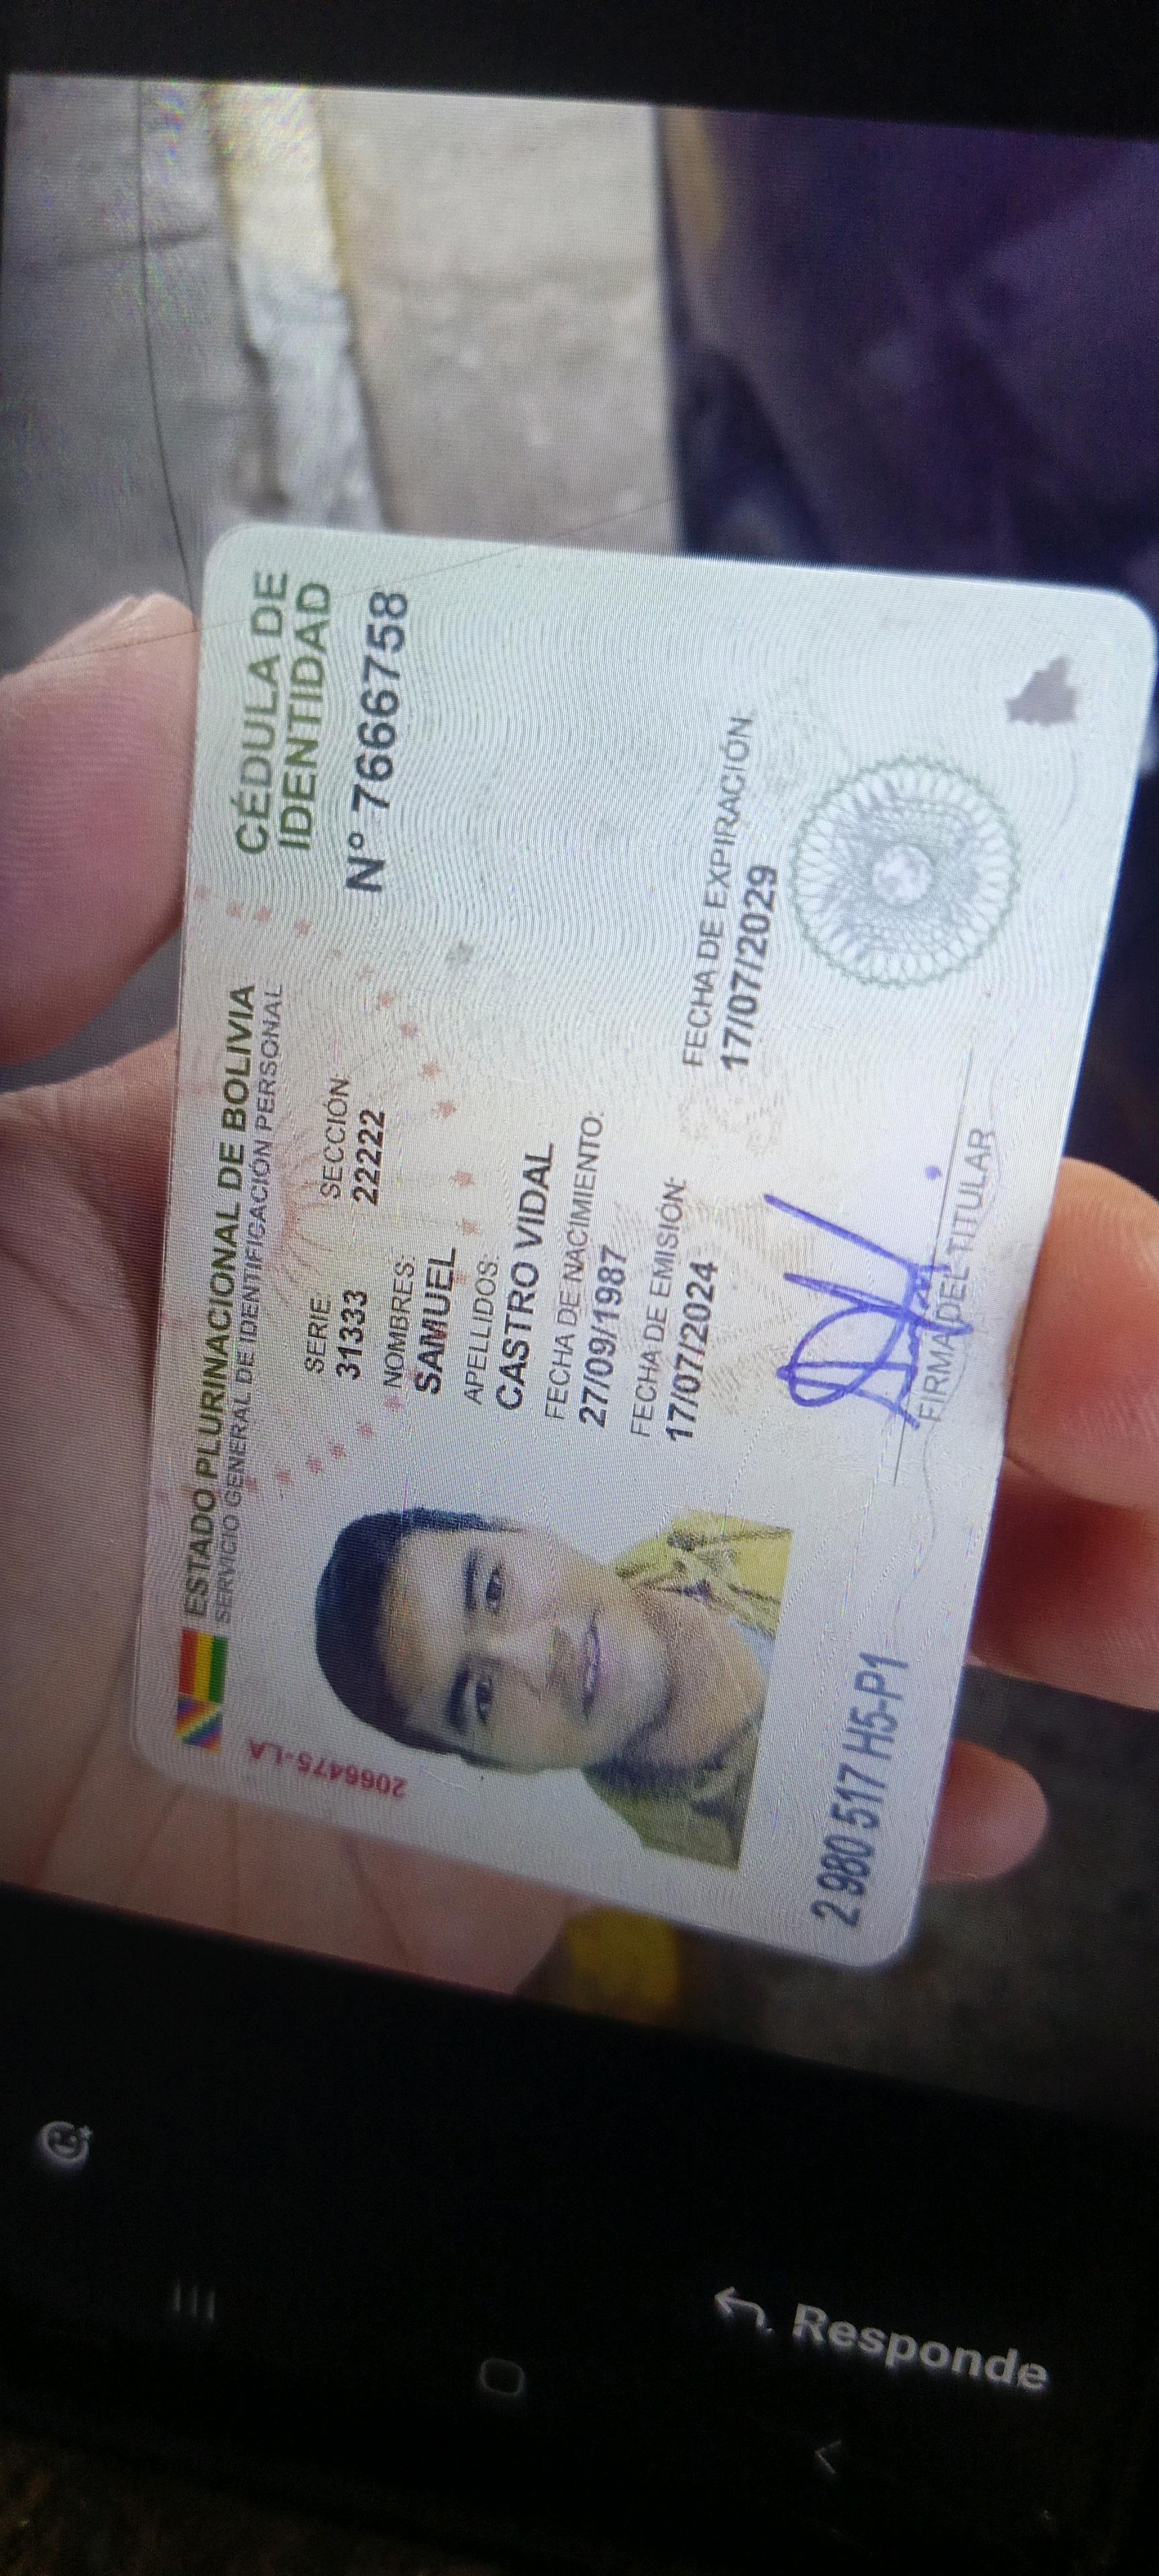 ESTADO PLURINACIONAL DE BOLIVIA
SERVICIO GENERAL DE IDENTIFICACIÓN PERSONAL
CÉDULA DE
IDENTIDAD
N° 7666758
2066475-LA
SERIE
31333
SECCIÓN:
22222
NOMBRES:
SAMUEL
APELLIDOS:
CASTRO VIDAL
FECHA DE NACIMIENTO:
27/09/1987
FECHA DE EMISIÓN:
17/07/2024
FECHA DE EXPIRACIÓN:
17/07/2029
FIRMA DEL TITULAR
2 980 517 H5-P1
Responde